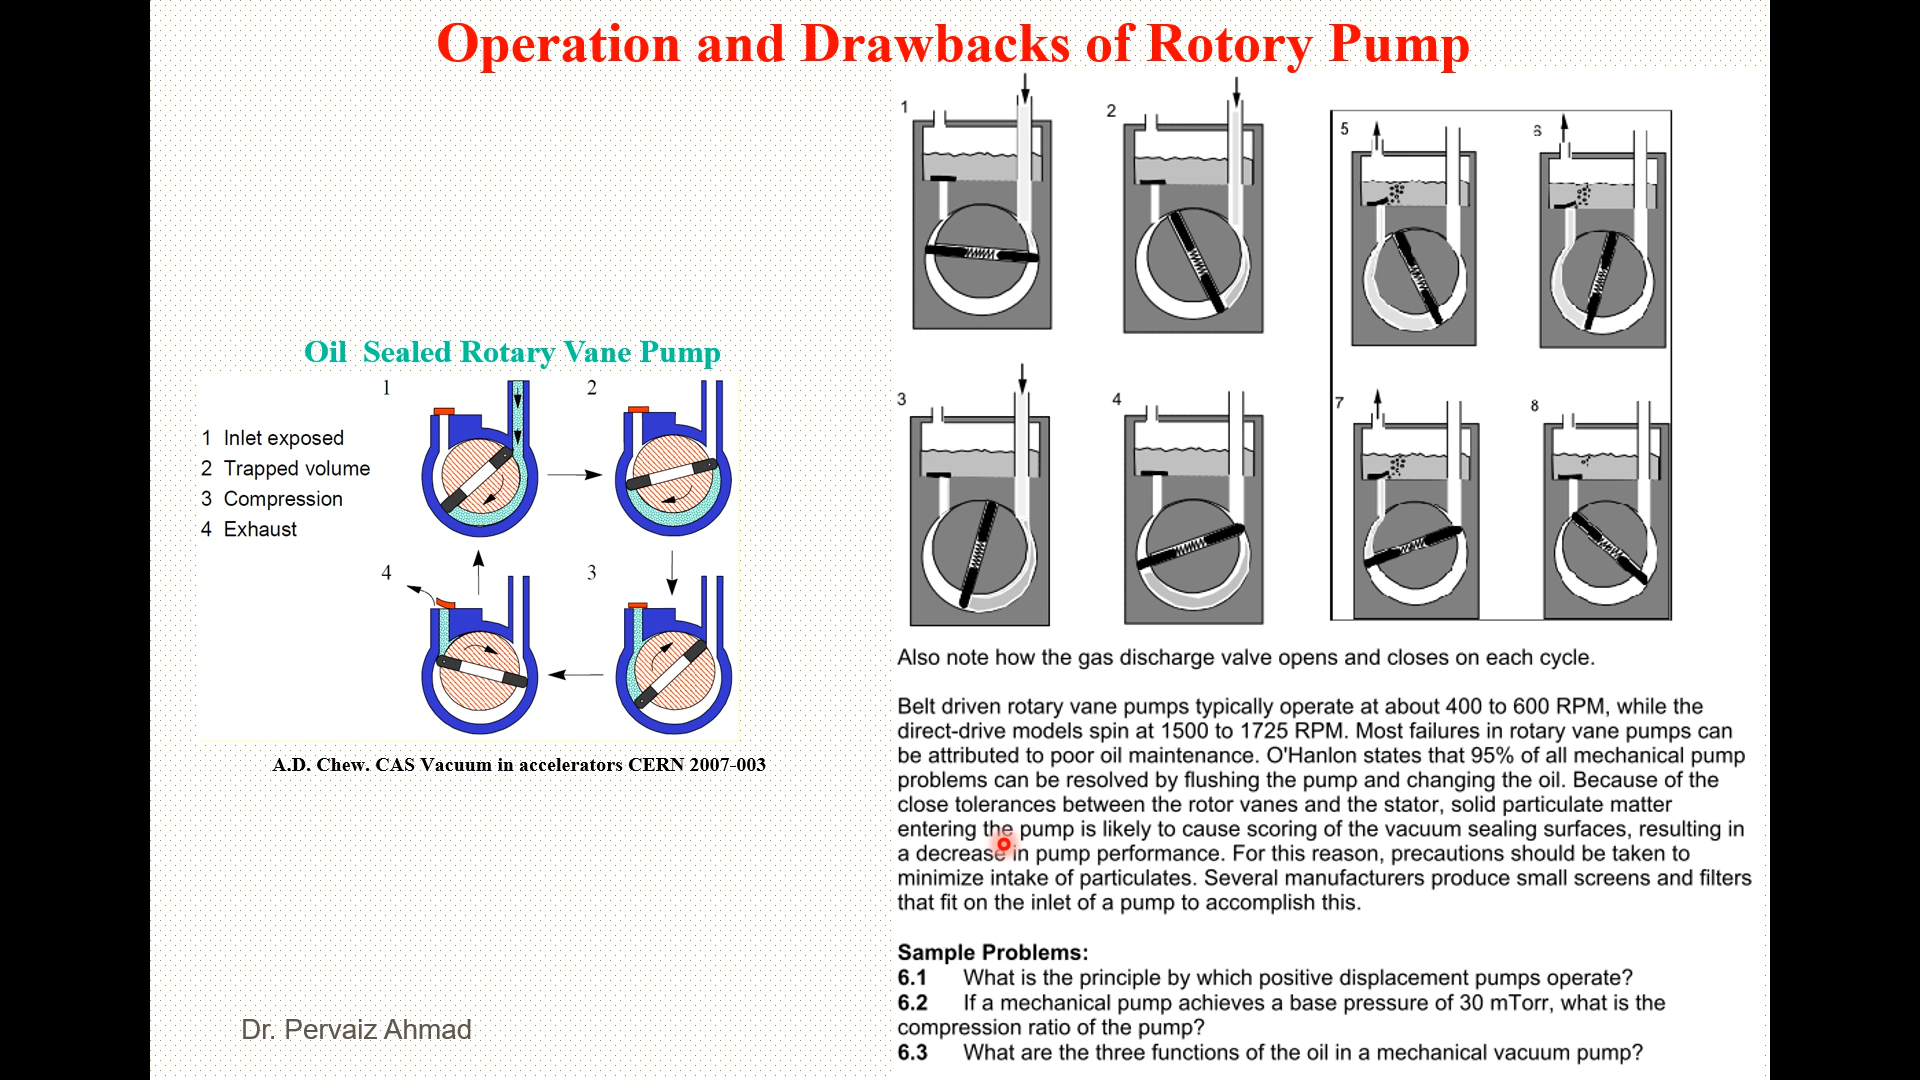 Operation and Drawbacks of Rotory Pump
Oil Sealed Rotary Vane Pump
1 Inlet exposed
2 Trapped volume
3 Compression
4 Exhaust
1
2
4
3
A.D. Chew. CAS Vacuum in accelerators CERN 2007-003
Dr. Pervaiz Ahmad
1
2
5
6
3
4
7
8
Also note how the gas discharge valve opens and closes on each cycle.
Belt driven rotary vane pumps typically operate at about 400 to 600 RPM, while the
direct-drive models spin at 1500 to 1725 RPM. Most failures in rotary vane pumps can
be attributed to poor oil maintenance. O'Hanlon states that 95% of all mechanical pump
problems can be resolved by flushing the pump and changing the oil. Because of the
close tolerances between the rotor vanes and the stator, solid particulate matter
entering the pump is likely to cause scoring of the vacuum sealing surfaces, resulting in
a decrease in pump performance. For this reason, precautions should be taken to
minimize intake of particulates. Several manufacturers produce small screens and filters
that fit on the inlet of a pump to accomplish this.
Sample Problems:
6.1 What is the principle by which positive displacement pumps operate?
6.2 If a mechanical pump achieves a base pressure of 30 mTorr, what is the
compression ratio of the pump?
6.3 What are the three functions of the oil in a mechanical vacuum pump?